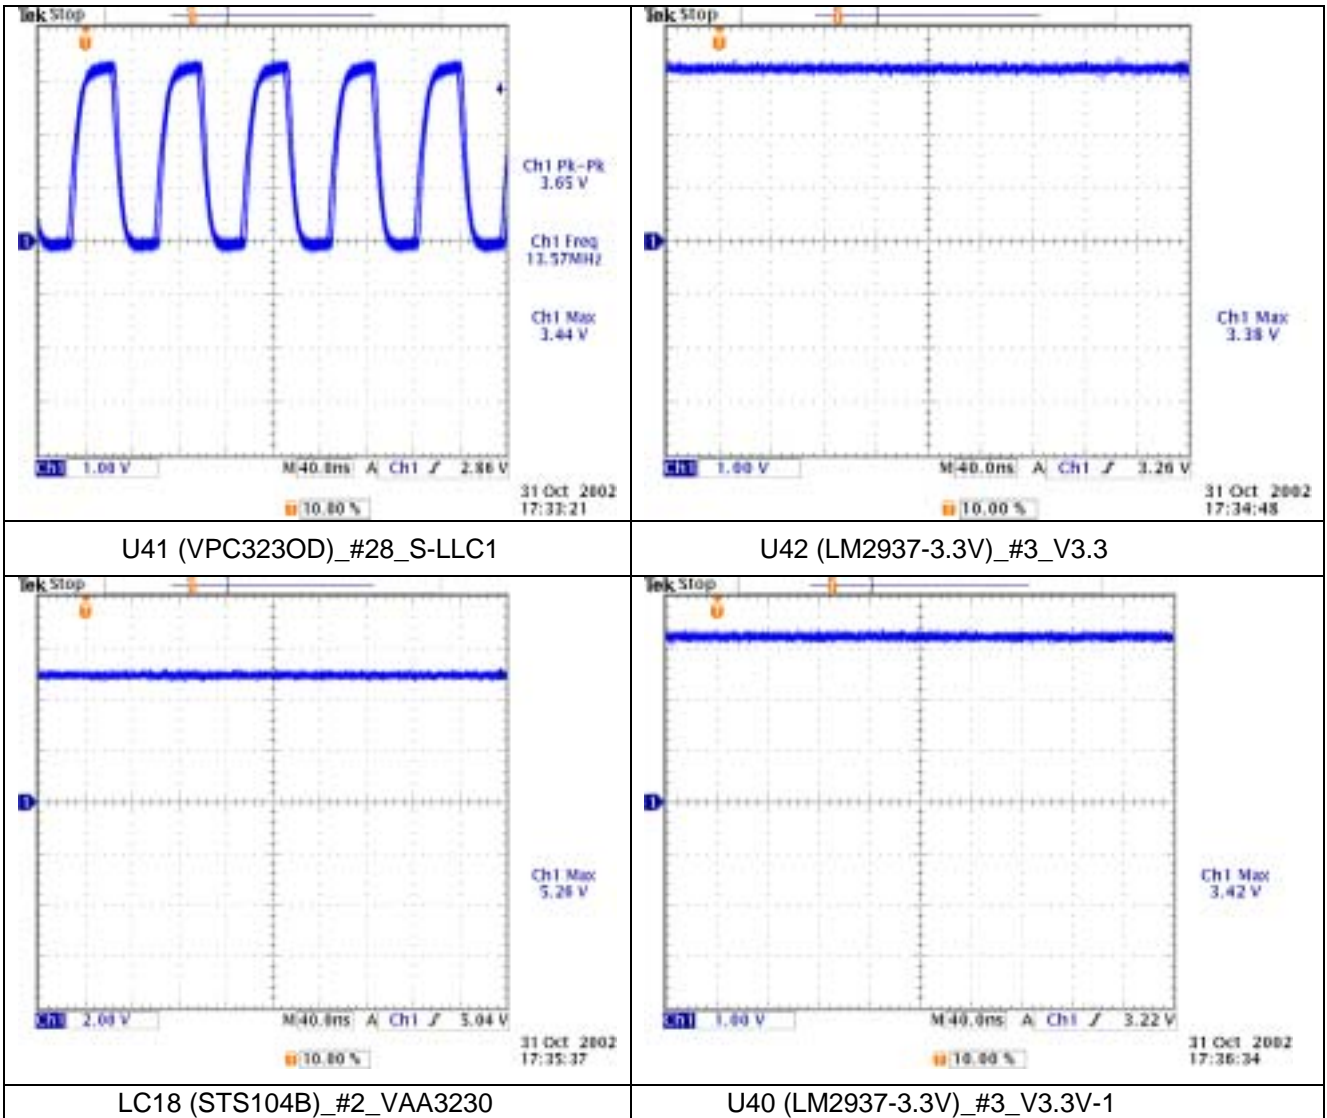 Tek Stop
Ch1 Pk-Pk
3.65 V
Ch1 Freq
13.57MHz
Ch1 Max
3.44 V
1
Ch1 1.00 V M 40.0ns A Ch1 ƒ 2.86 V
31 Oct 2002
17:33:21
10.00 %
U41 (VPC323OD)_#28_S-LLC1
Tek Stop
1
Ch1 Max
3.38 V
Ch1 1.00 V M 40.0ns A Ch1 ƒ 3.26 V
31 Oct 2002
17:34:48
10.00 %
U42 (LM2937-3.3V)_#3_V3.3
Tek Stop
1
Ch1 Max
5.26 V
Ch1 2.00 V M 40.0ns A Ch1 ƒ 5.04 V
31 Oct 2002
17:35:37
10.00 %
LC18 (STS104B)_#2_VAA3230
Tek Stop
1
Ch1 Max
3.42 V
Ch1 1.00 V M 40.0ns A Ch1 ƒ 3.22 V
31 Oct 2002
17:36:34
10.00 %
U40 (LM2937-3.3V)_#3_V3.3V-1